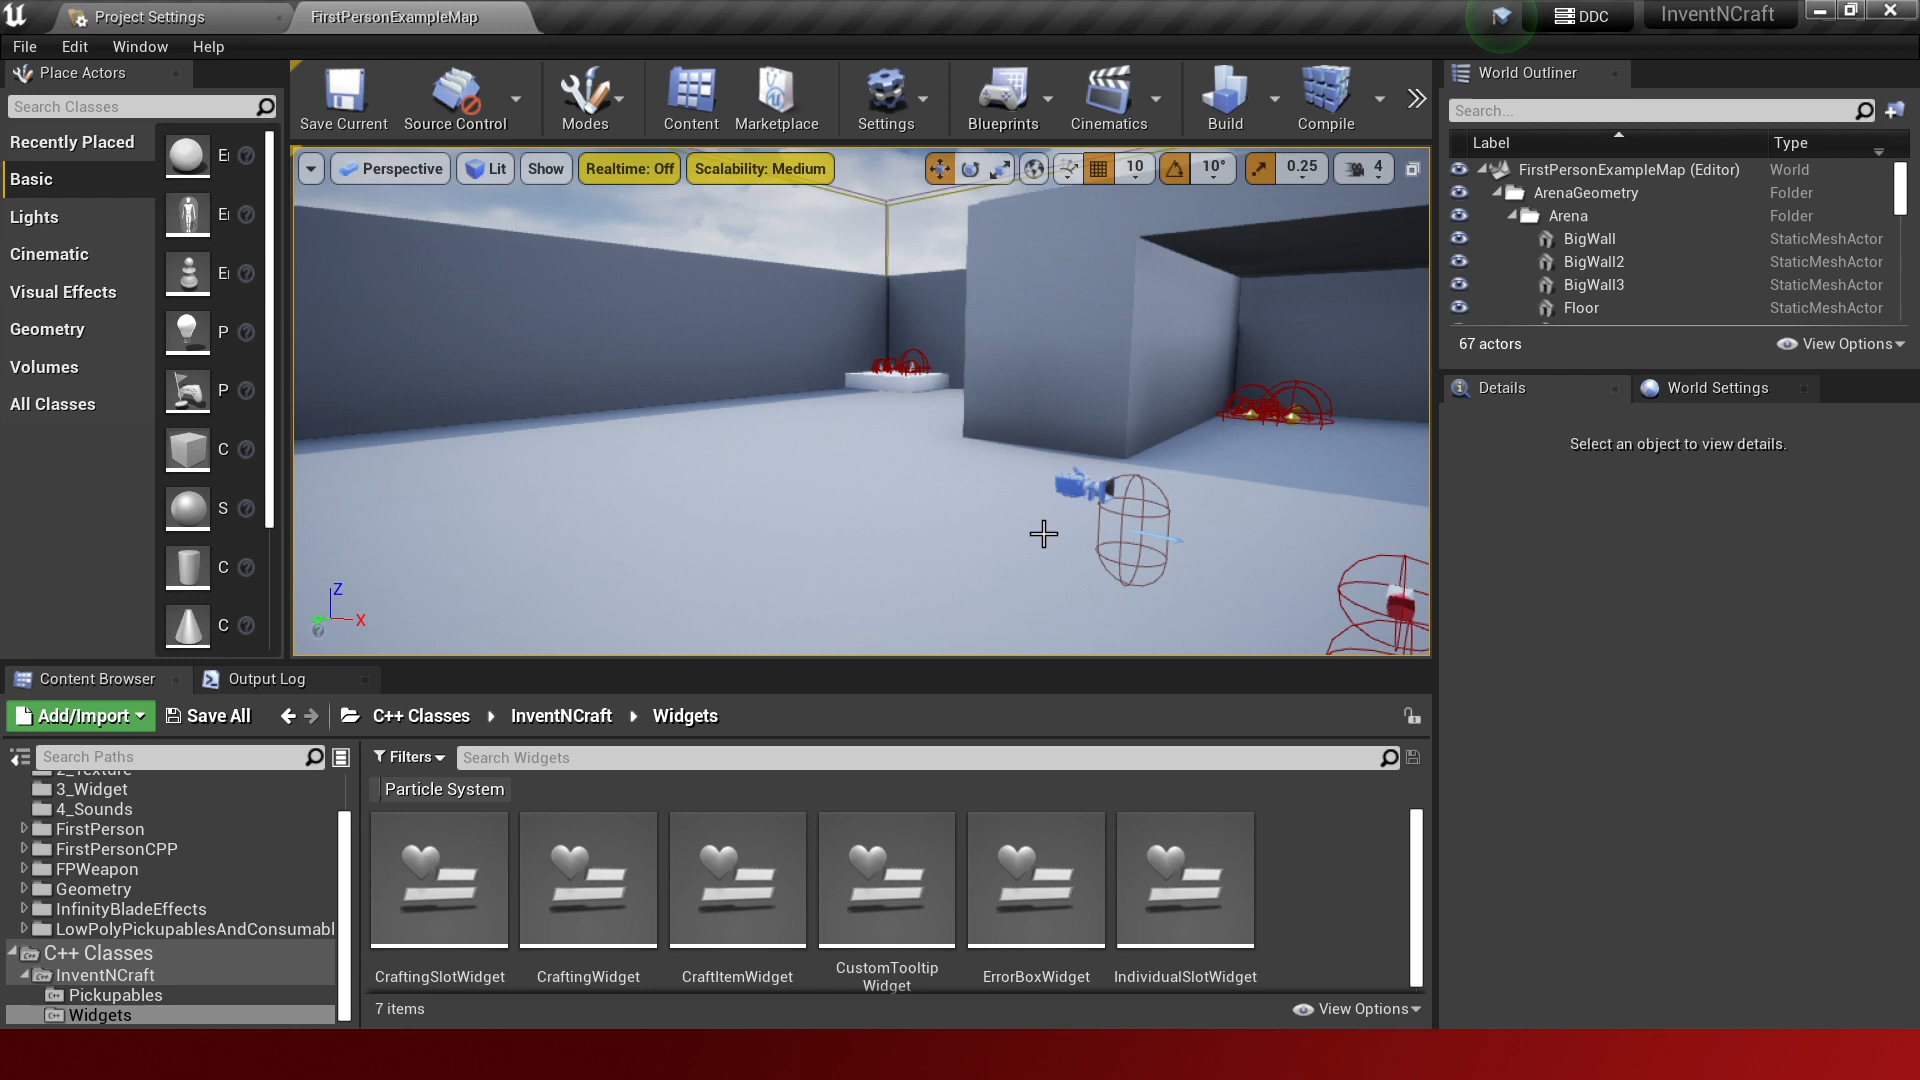 Project Settings
FirstPersonExampleMap
DDC
InventNCraft
File Edit Window Help
Place Actors
Search Classes
Recently Placed
Basic
Lights
Cinematic
Visual Effects
Geometry
Volumes
All Classes
P
P
C
S
C
C
Save Current
Source Control
Modes
Content
Marketplace
Settings
Blueprints
Cinematics
Build
Compile
Perspective
Lit
Show
Realtime: Off
Scalability: Medium
10
10°
0.25
4
Z
X
World Outliner
Search...
Label Type
FirstPersonExampleMap (Editor) World
ArenaGeometry Folder
Arena Folder
BigWall StaticMeshActor
BigWall2 StaticMeshActor
BigWall3 StaticMeshActor
Floor StaticMeshActor
67 actors
View Options
Details
World Settings
Select an object to view details.
Content Browser
Output Log
Add/Import
Save All
C++ Classes
InventNCraft
Widgets
Search Paths
2_Texture
3_Widget
4_Sounds
FirstPerson
FirstPersonCPP
FPWeapon
Geometry
InfinityBladeEffects
LowPolyPickupablesAndConsumabl
C++ Classes
InventNCraft
Pickupables
Widgets
Filters
Search Widgets
Particle System
CraftingSlotWidget
CraftingWidget
CraftItemWidget
CustomTooltip
Widget
ErrorBoxWidget
IndividualSlotWidget
7 items
View Options